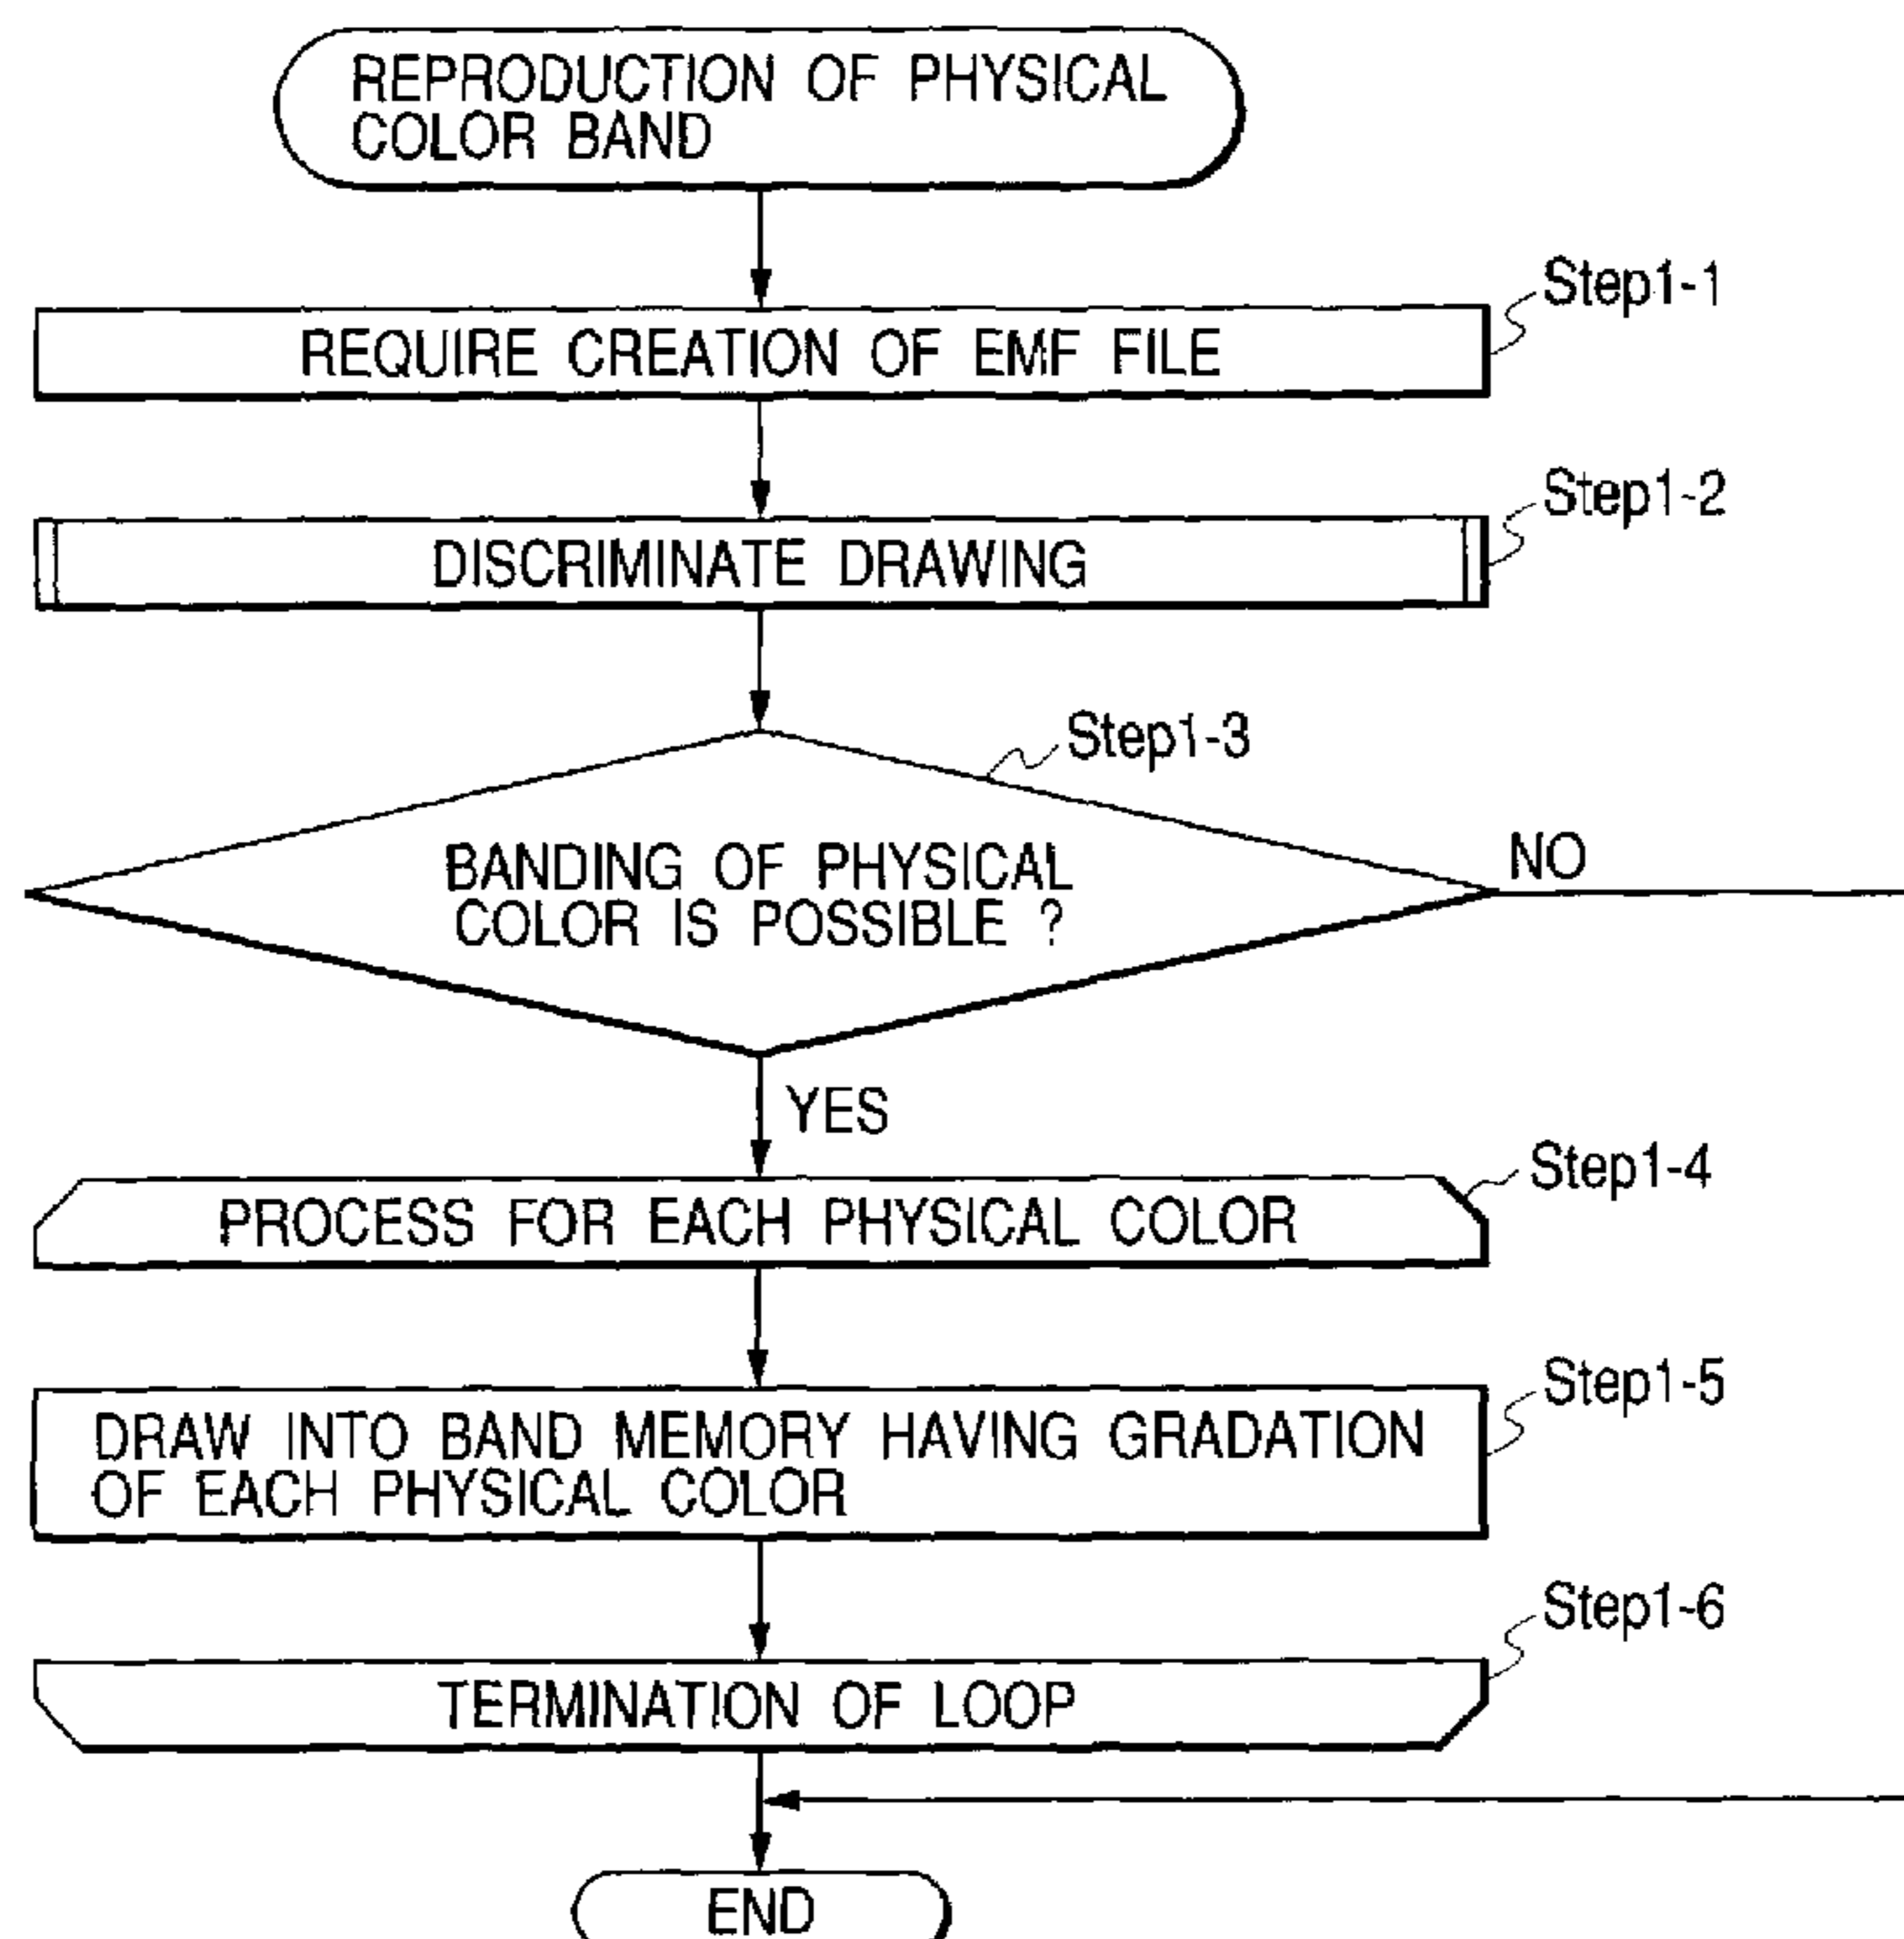 REPRODUCTION OF PHYSICAL
COLOR BAND
Step1-1
REQUIRE CREATION OF EMF FILE
Step1-2
DISCRIMINATE DRAWING
Step1-3
BANDING OF PHYSICAL
COLOR IS POSSIBLE ?
NO
YES
Step1-4
PROCESS FOR EACH PHYSICAL COLOR
Step1-5
DRAW INTO BAND MEMORY HAVING GRADATION
OF EACH PHYSICAL COLOR
Step1-6
TERMINATION OF LOOP
END